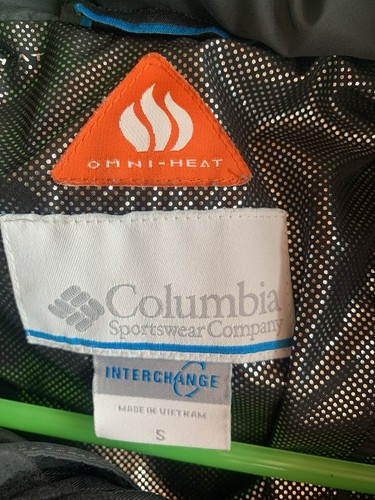 OMNI-HEAT
Columbia
Sportswear Company
INTERCHANGE
MADE IN VIETNAM
S